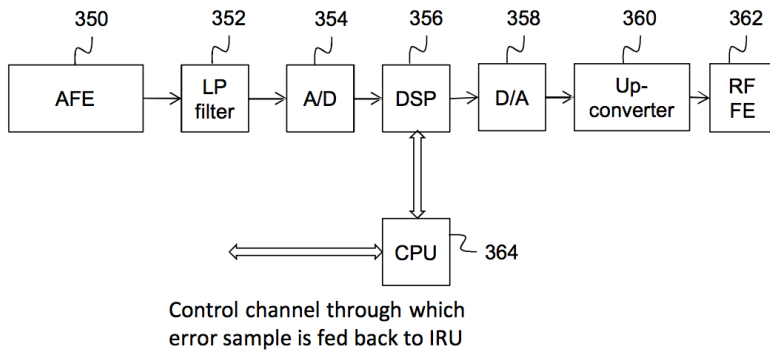 350
352
354
356
358
360
362
AFE
LP
filter
A/D
DSP
D/A
Up-
converter
RF
FE
CPU
364
Control channel through which
error sample is fed back to IRU